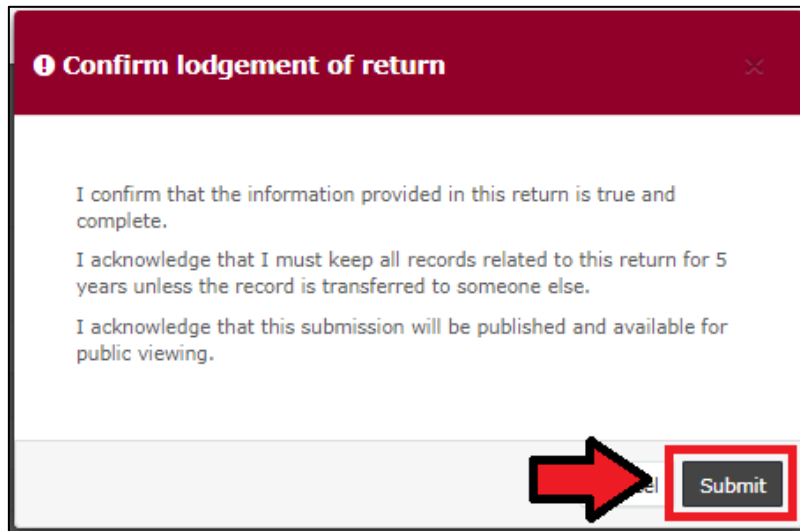 Confirm lodgement of return
I confirm that the information provided in this return is true and
complete.
I acknowledge that I must keep all records related to this return for 5
years unless the record is transferred to someone else.
I acknowledge that this submission will be published and available for
public viewing.
Submit